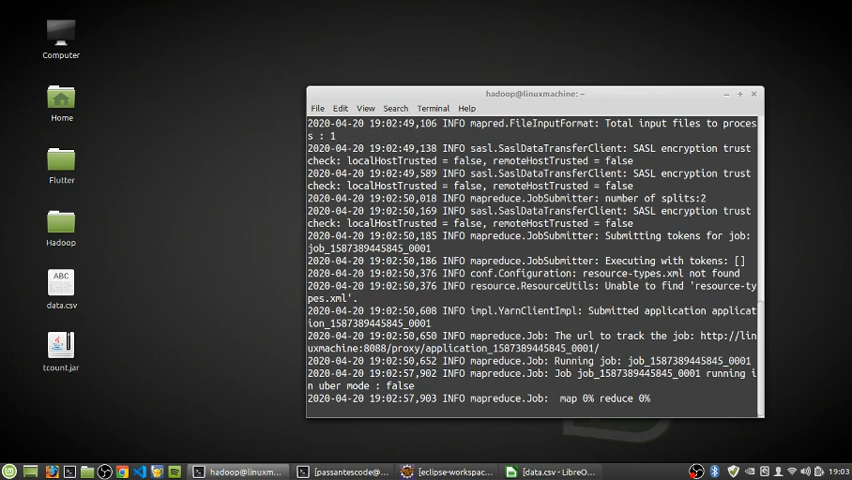 Computer
Home
Flutter
Hadoop
ABC
data.csv
tcount.jar
hadoop@linuxmachine: ~
File Edit View Search Terminal Help
2020-04-20 19:02:49,106 INFO mapred.FileInputFormat: Total input files to proces
s : 1
2020-04-20 19:02:49,138 INFO sasl.SaslDataTransferClient: SASL encryption trust
check: localHostTrusted = false, remoteHostTrusted = false
2020-04-20 19:02:49,589 INFO sasl.SaslDataTransferClient: SASL encryption trust
check: localHostTrusted = false, remoteHostTrusted = false
2020-04-20 19:02:50,018 INFO mapreduce.JobSubmitter: number of splits:2
2020-04-20 19:02:50,169 INFO sasl.SaslDataTransferClient: SASL encryption trust
check: localHostTrusted = false, remoteHostTrusted = false
2020-04-20 19:02:50,185 INFO mapreduce.JobSubmitter: Submitting tokens for job:
job_1587389445845_0001
2020-04-20 19:02:50,186 INFO mapreduce.JobSubmitter: Executing with tokens: []
2020-04-20 19:02:50,376 INFO conf.Configuration: resource-types.xml not found
2020-04-20 19:02:50,376 INFO resource.ResourceUtils: Unable to find 'resource-ty
pes.xml'.
2020-04-20 19:02:50,608 INFO impl.YarnClientImpl: Submitted application applicat
ion_1587389445845_0001
2020-04-20 19:02:50,650 INFO mapreduce.Job: The url to track the job: http://lin
uxmachine:8088/proxy/application_1587389445845_0001/
2020-04-20 19:02:50,652 INFO mapreduce.Job: Running job: job_1587389445845_0001
2020-04-20 19:02:57,902 INFO mapreduce.Job: Job job_1587389445845_0001 running i
n uber mode : false
2020-04-20 19:02:57,903 INFO mapreduce.Job:  map 0% reduce 0%
hadoop@linuxm... [passantescode@... [eclipse-workspac... [data.csv - LibreO... 19:03